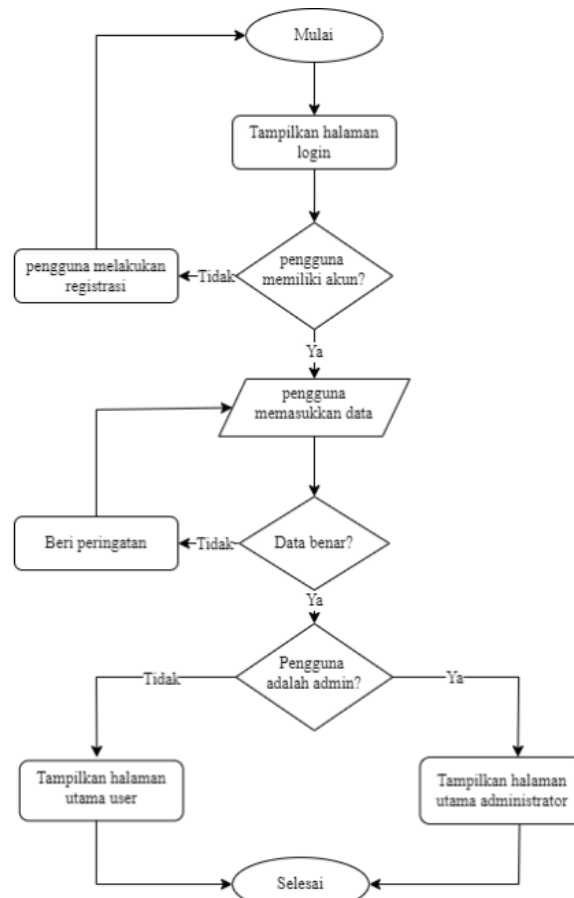 Mulai
Tampilkan halaman
login
pengguna
memiliki akun?
Tidak
pengguna melakukan
registrasi
Ya
pengguna
memasukkan data
Data benar?
Tidak
Beri peringatan
Ya
Pengguna
adalah admin?
Tidak
Ya
Tampilkan halaman
utama user
Tampilkan halaman
utama administrator
Selesai